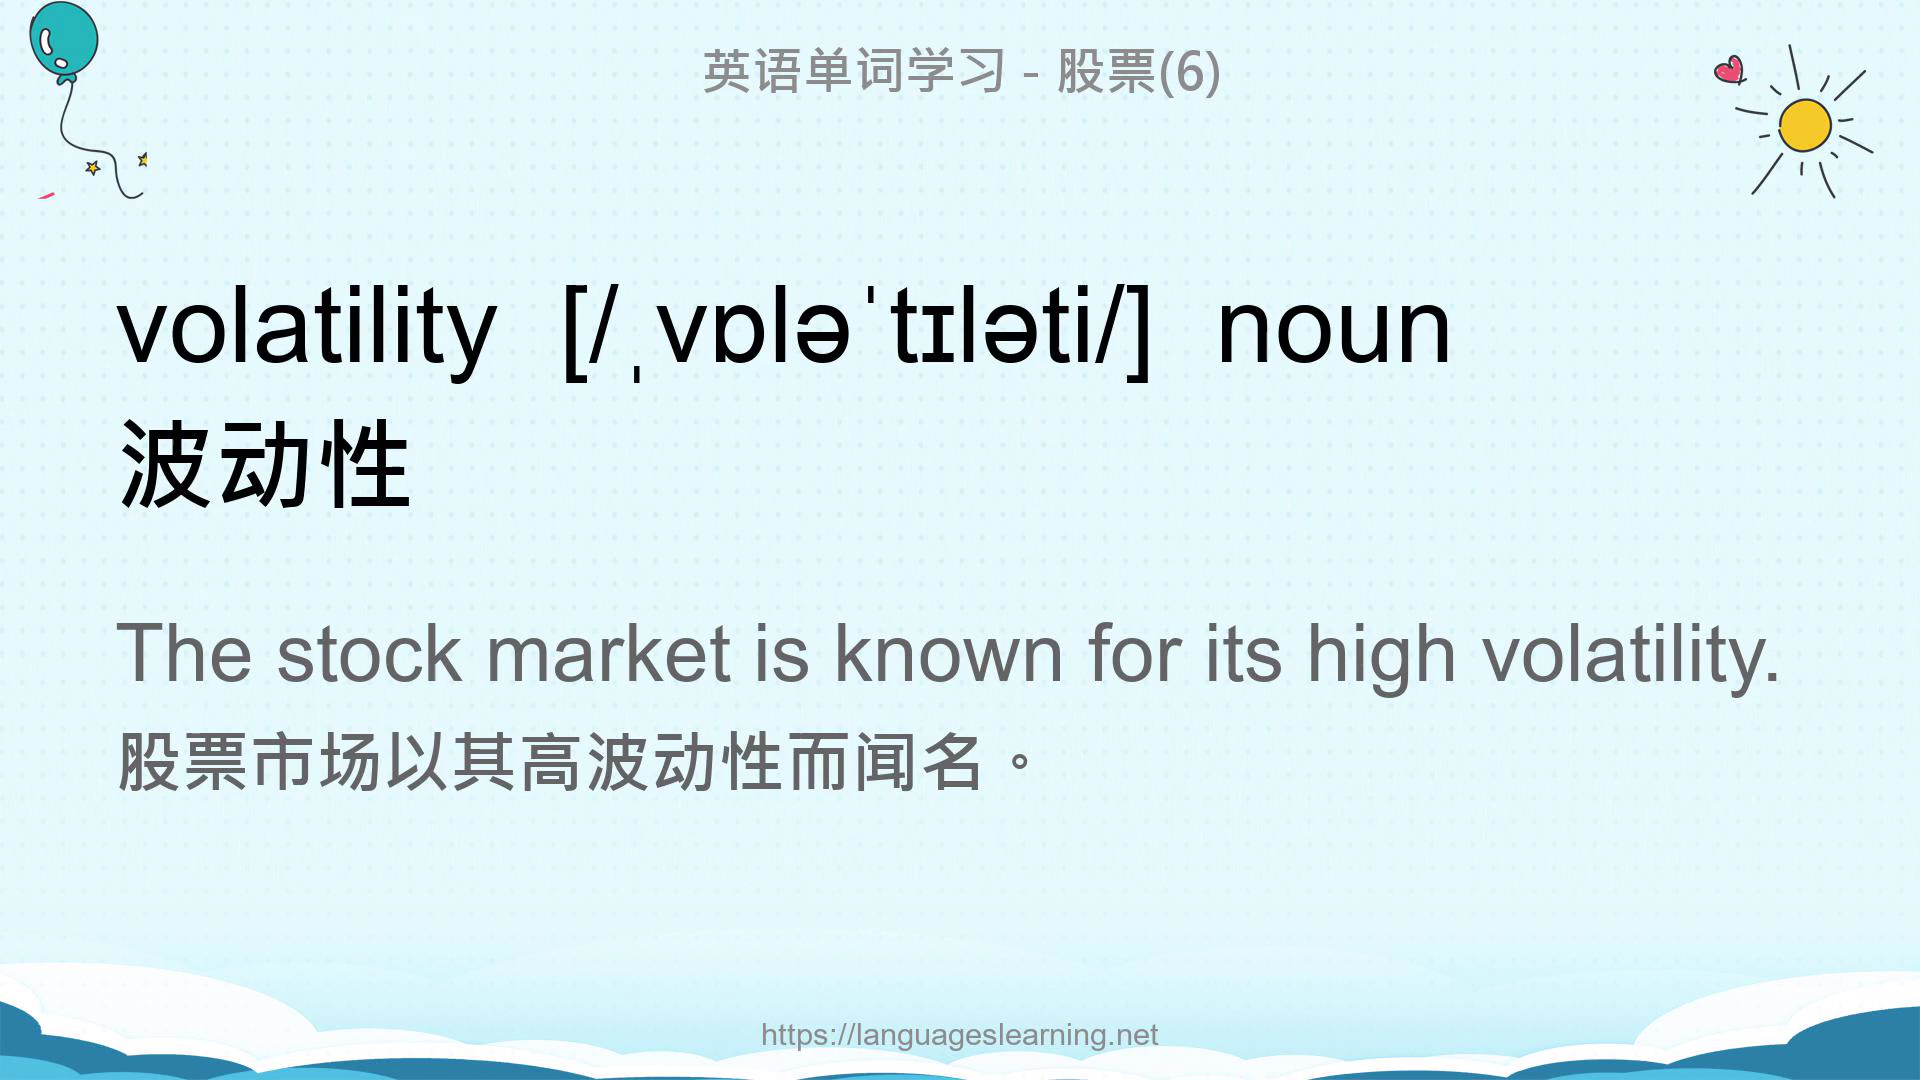 英语单词学习 - 股票(6)
volatility [/ˌvɒləˈtɪləti/] noun
波动性
The stock market is known for its high volatility.
股票市场以其高波动性而闻名。
https://languageslearning.net